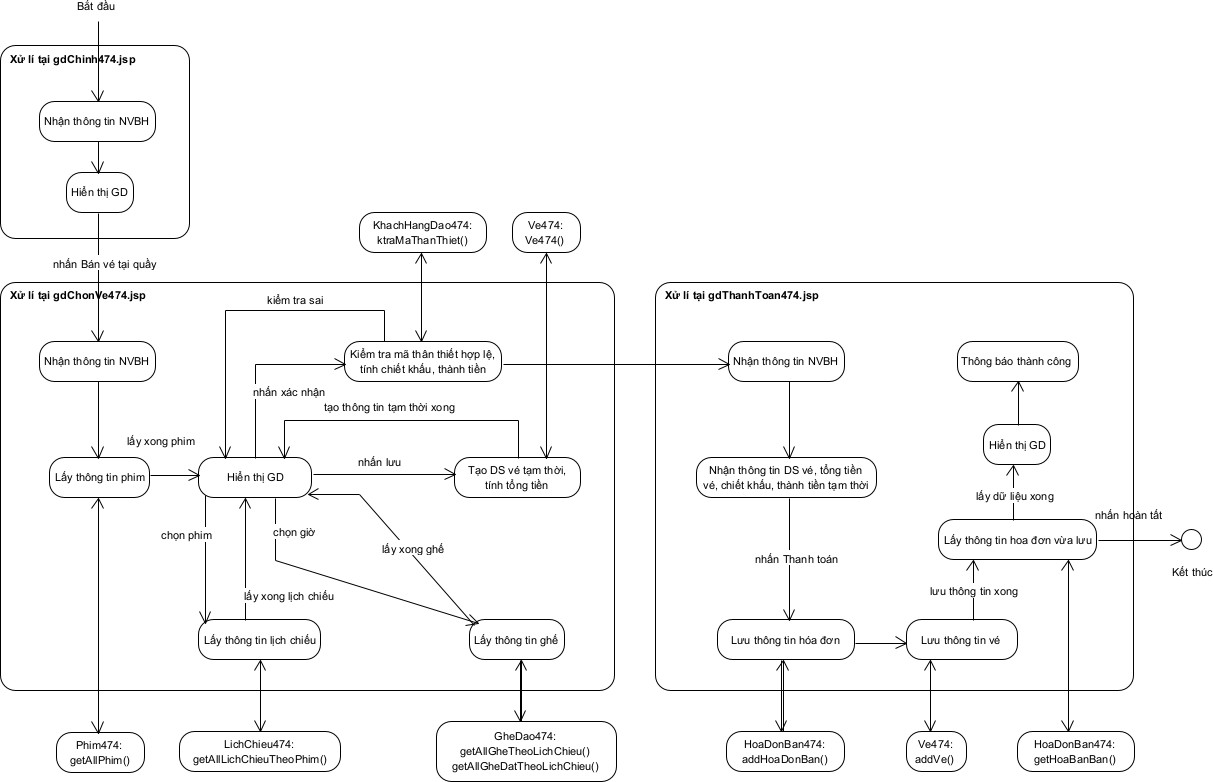 Bắt đầu
Xử lí tại gdChinh474.jsp
Nhận thông tin NVBH
Hiển thị GD
nhấn Bán vé tại quầy
KhachHangDao474:
ktraMaThanThiet()
Ve474:
Ve474()
Xử lí tại gdChonVe474.jsp
kiểm tra sai
Nhận thông tin NVBH
Kiểm tra mã thân thiết hợp lệ,
tính chiết khấu, thành tiền
nhấn xác nhận
tạo thông tin tạm thời xong
lấy xong phim
Lấy thông tin phim
Hiển thị GD
nhấn lưu
Tạo DS vé tạm thời,
tính tổng tiền
chọn phim
chọn giờ
lấy xong ghế
lấy xong lịch chiếu
Lấy thông tin lịch chiếu
Lấy thông tin ghế
Phim474:
getAllPhim()
LichChieu474:
getAllLichChieuTheoPhim()
GheDao474:
getAllGheTheoLichChieu()
getAllGheDatTheoLichChieu()
Xử lí tại gdThanhToan474.jsp
Nhận thông tin NVBH
Thông báo thành công
Hiển thị GD
Nhận thông tin DS vé, tổng tiền
vé, chiết khấu, thành tiền tạm thời
lấy dữ liệu xong
nhấn hoàn tất
Lấy thông tin hoa đơn vừa lưu
Kết thúc
nhấn Thanh toán
lưu thông tin xong
Lưu thông tin hóa đơn
Lưu thông tin vé
HoaDonBan474:
addHoaDonBan()
Ve474:
addVe()
HoaDonBan474:
getHoaBanBan()